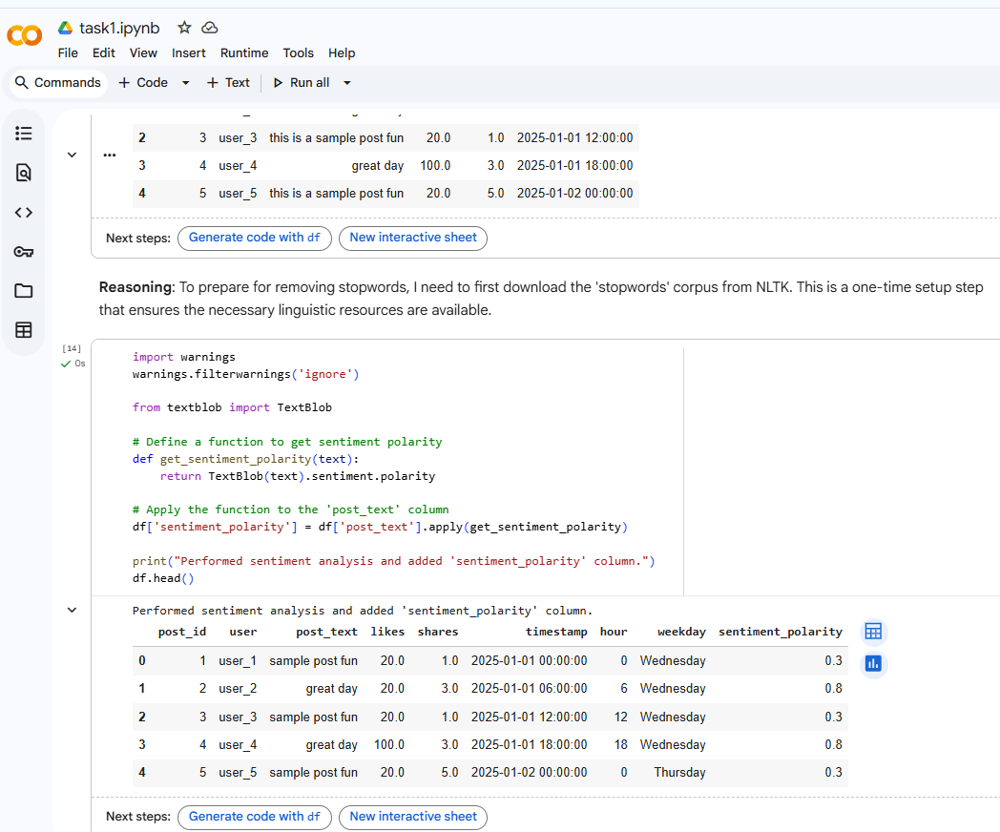 task1.ipynb
File Edit View Insert Runtime Tools Help
Commands + Code + Text Run all
2 3 user_3 this is a sample post fun 20.0 1.0 2025-01-01 12:00:00
3 4 user_4 great day 100.0 3.0 2025-01-01 18:00:00
4 5 user_5 this is a sample post fun 20.0 5.0 2025-01-02 00:00:00
Next steps: Generate code with df New interactive sheet
Reasoning: To prepare for removing stopwords, I need to first download the 'stopwords' corpus from NLTK. This is a one-time setup step
that ensures the necessary linguistic resources are available.
[14]
0s
import warnings
warnings.filterwarnings('ignore')
from textblob import TextBlob
# Define a function to get sentiment polarity
def get_sentiment_polarity(text):
return TextBlob(text).sentiment.polarity
# Apply the function to the 'post_text' column
df['sentiment_polarity'] = df['post_text'].apply(get_sentiment_polarity)
print("Performed sentiment analysis and added 'sentiment_polarity' column.")
df.head()
Performed sentiment analysis and added 'sentiment_polarity' column.
post_id user post_text likes shares timestamp hour weekday sentiment_polarity
0 1 user_1 sample post fun 20.0 1.0 2025-01-01 00:00:00 0 Wednesday 0.3
1 2 user_2 great day 20.0 3.0 2025-01-01 06:00:00 6 Wednesday 0.8
2 3 user_3 sample post fun 20.0 1.0 2025-01-01 12:00:00 12 Wednesday 0.3
3 4 user_4 great day 100.0 3.0 2025-01-01 18:00:00 18 Wednesday 0.8
4 5 user_5 sample post fun 20.0 5.0 2025-01-02 00:00:00 0 Thursday 0.3
Next steps: Generate code with df New interactive sheet